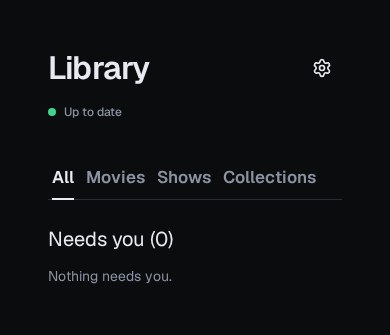 Library
Up to date
All Movies Shows Collections
Needs you (0)
Nothing needs you.